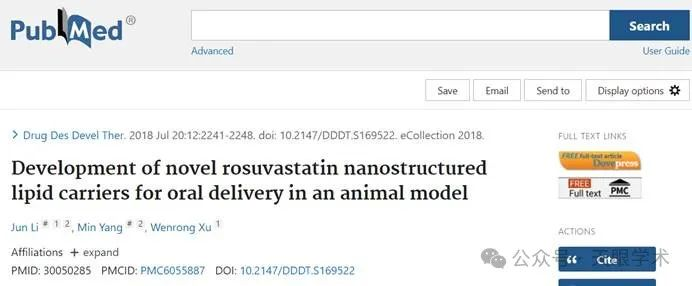 PubMed®
Search
Advanced
User Guide
Save
Email
Send to
Display options
Drug Des Devel Ther. 2018 Jul 20:12:2241-2248. doi: 10.2147/DDDT.S169522. eCollection 2018.
Development of novel rosuvastatin nanostructured
lipid carriers for oral delivery in an animal model
Jun Li # 1 2, Min Yang # 2, Wenrong Xu 1
Affiliations + expand
PMID: 30050285 PMCID: PMC6055887 DOI: 10.2147/DDDT.S169522
FULL TEXT LINKS
FREE full-text article
Dovepress
FREE
Full text
PMC
ACTIONS
Cite
公众号 · 无限学术